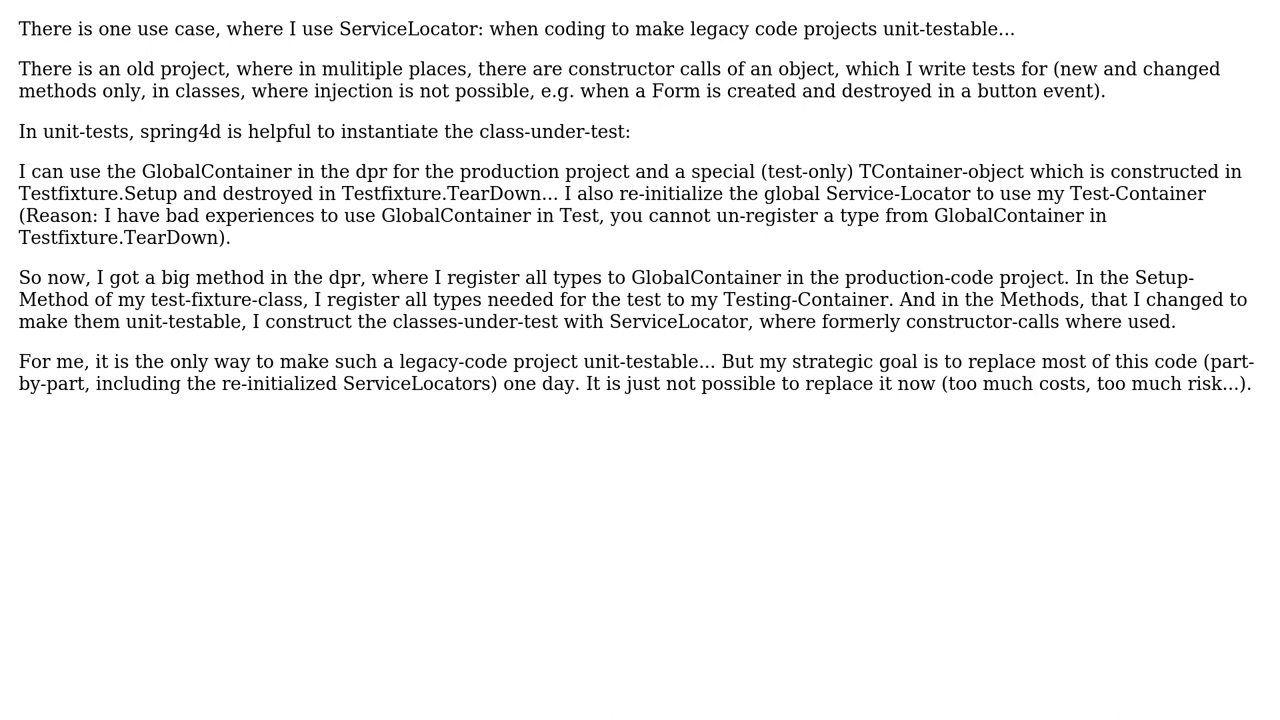 There is one use case, where I use ServiceLocator: when coding to make legacy code projects unit-testable...
There is an old project, where in mulitiple places, there are constructor calls of an object, which I write tests for (new and changed
methods only, in classes, where injection is not possible, e.g. when a Form is created and destroyed in a button event).
In unit-tests, spring4d is helpful to instantiate the class-under-test:
I can use the GlobalContainer in the dpr for the production project and a special (test-only) TContainer-object which is constructed in
Testfixture.Setup and destroyed in Testfixture.TearDown... I also re-initialize the global Service-Locator to use my Test-Container
(Reason: I have bad experiences to use GlobalContainer in Test, you cannot un-register a type from GlobalContainer in
Testfixture.TearDown).
So now, I got a big method in the dpr, where I register all types to GlobalContainer in the production-code project. In the Setup-
Method of my test-fixture-class, I register all types needed for the test to my Testing-Container. And in the Methods, that I changed to
make them unit-testable, I construct the classes-under-test with ServiceLocator, where formerly constructor-calls where used.
For me, it is the only way to make such a legacy-code project unit-testable... But my strategic goal is to replace most of this code (part-
by-part, including the re-initialized ServiceLocators) one day. It is just not possible to replace it now (too much costs, too much risk...).